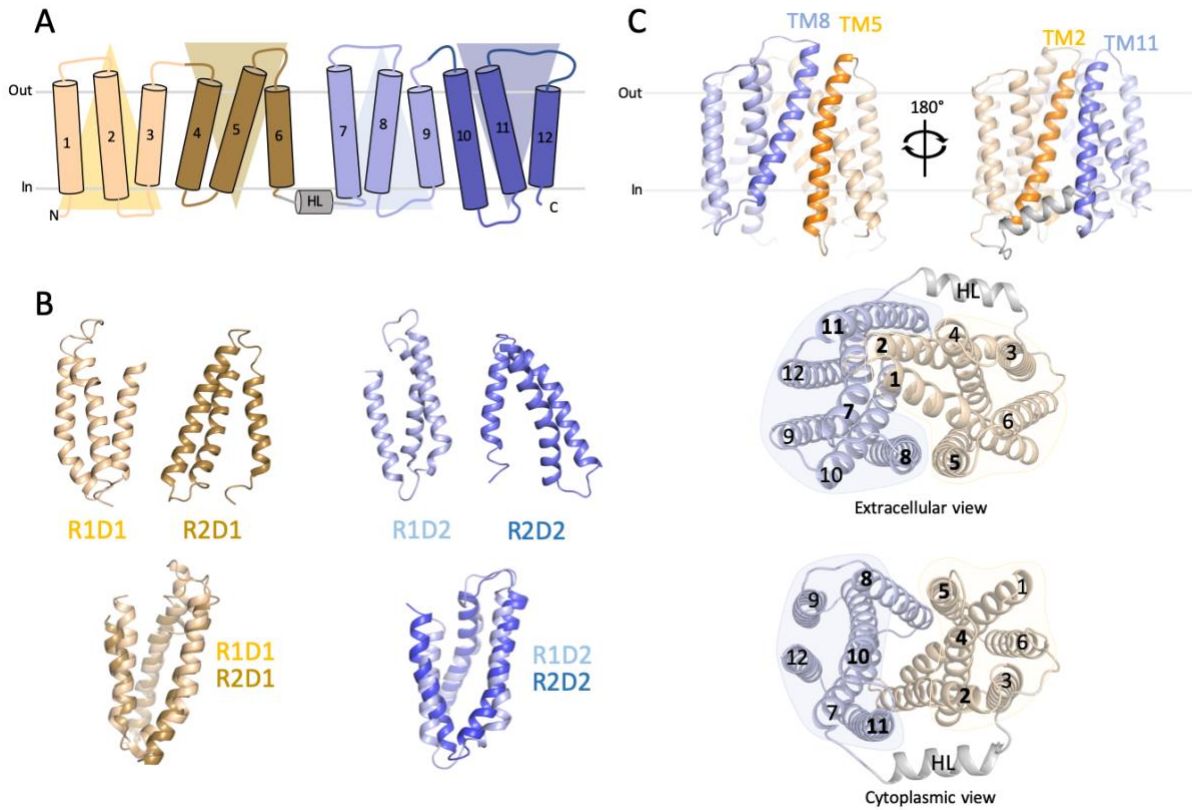 A
Out
In
1
2
3
4
5
6
7
8
9
10
11
12
N
HL
C
B
R1D1
R2D1
R1D2
R2D2
R1D1
R2D1
R1D2
R2D2
C
TM8 TM5
TM2
TM11
Out
180°
In
HL
11
2
4
3
12
1
7
6
9
8
5
10
Extracellular view
8
5
1
9
4
6
12
10
3
2
7
11
HL
Cytoplasmic view